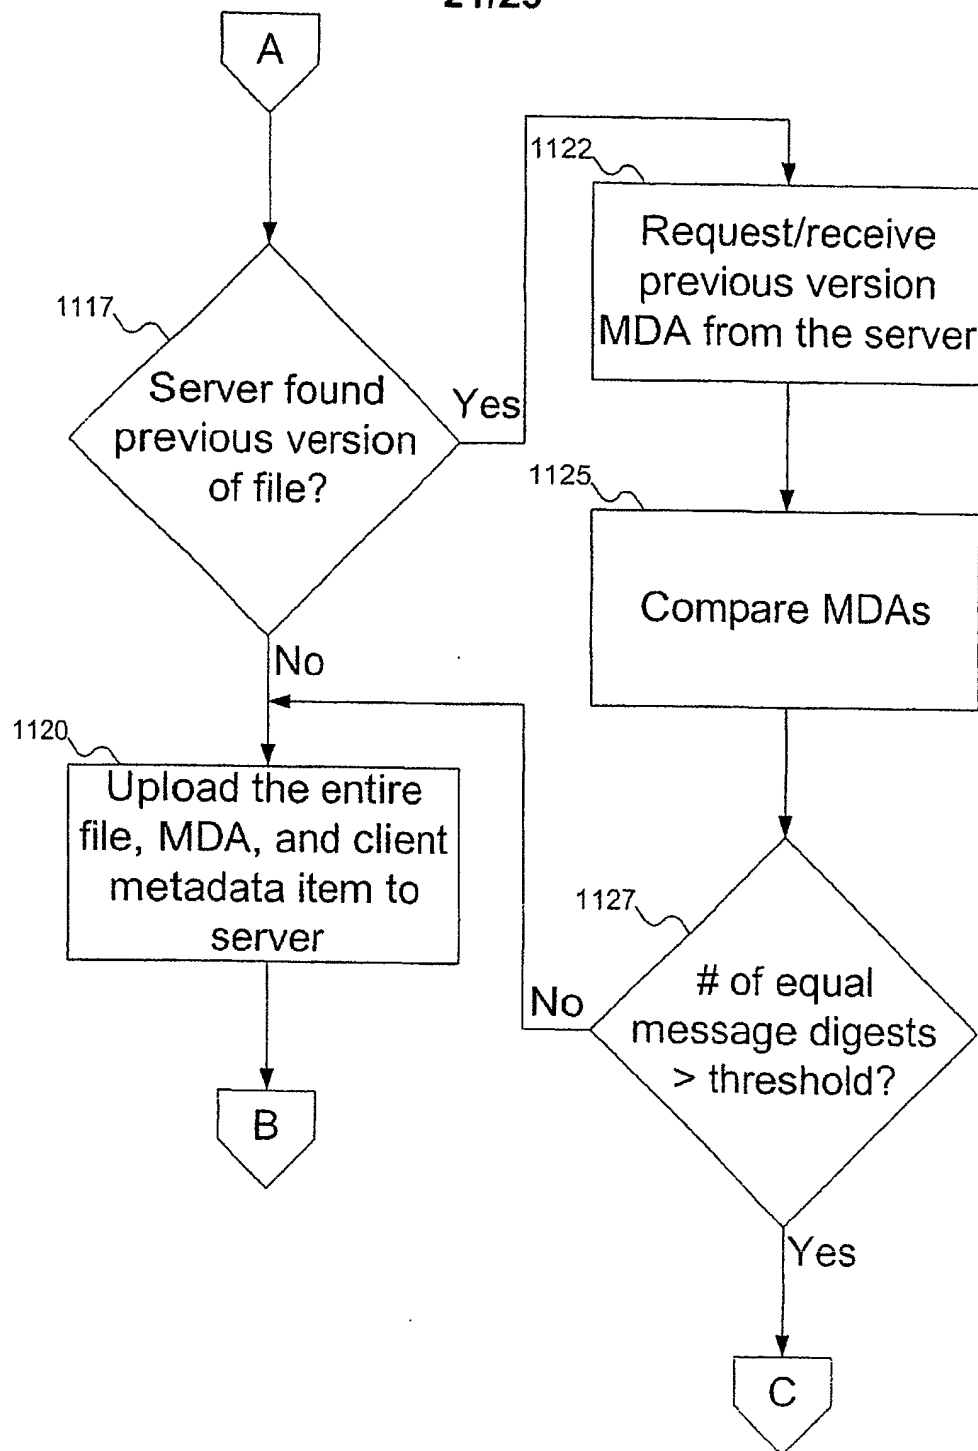 A
1117
Server found
previous version
of file?
Yes
No
1122
Request/receive
previous version
MDA from the server
1125
Compare MDAs
1120
Upload the entire
file, MDA, and client
metadata item to
server
1127
# of equal
message digests
> threshold?
No
Yes
B
C